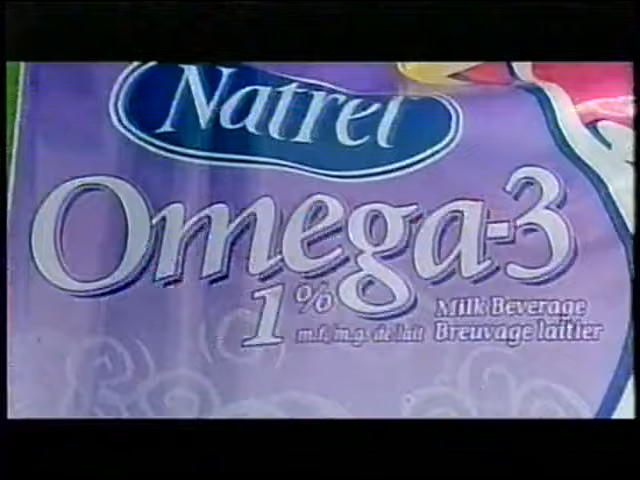 Natrel
Omega-3
1% m.f./m.g. de lait
Milk Beverage
Breuvage laitier